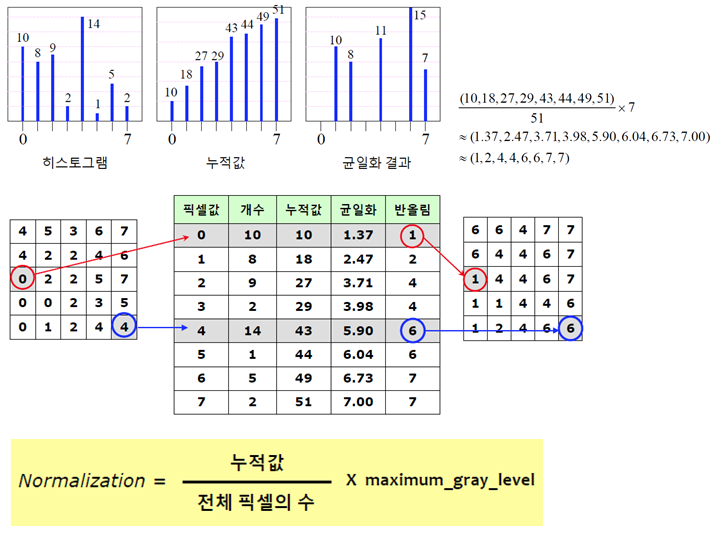 10 8 9 2 14 1 5 2
0 7
히스토그램
10 18 27 29 43 44 49 51
0 7
누적값
10 8 11 15 7
0 7
균일화 결과
(10,18,27,29,43,44,49,51)
51
× 7
≈ (1.37,2.47,3.71,3.98,5.90,6.04,6.73,7.00)
≈ (1,2,4,4,6,6,7,7)
4 5 3 6 7
4 2 2 4 6
0 2 2 5 7
0 0 2 3 5
0 1 2 4 4
픽셀값 개수 누적값 균일화 반올림
0 10 10 1.37 1
1 8 18 2.47 2
2 9 27 3.71 4
3 2 29 3.98 4
4 14 43 5.90 6
5 1 44 6.04 6
6 5 49 6.73 7
7 2 51 7.00 7
6 6 4 7 7
6 4 4 6 7
1 4 4 6 7
1 1 4 4 6
1 2 4 6 6
Normalization =
누적값
전체 픽셀의 수
X maximum_gray_level